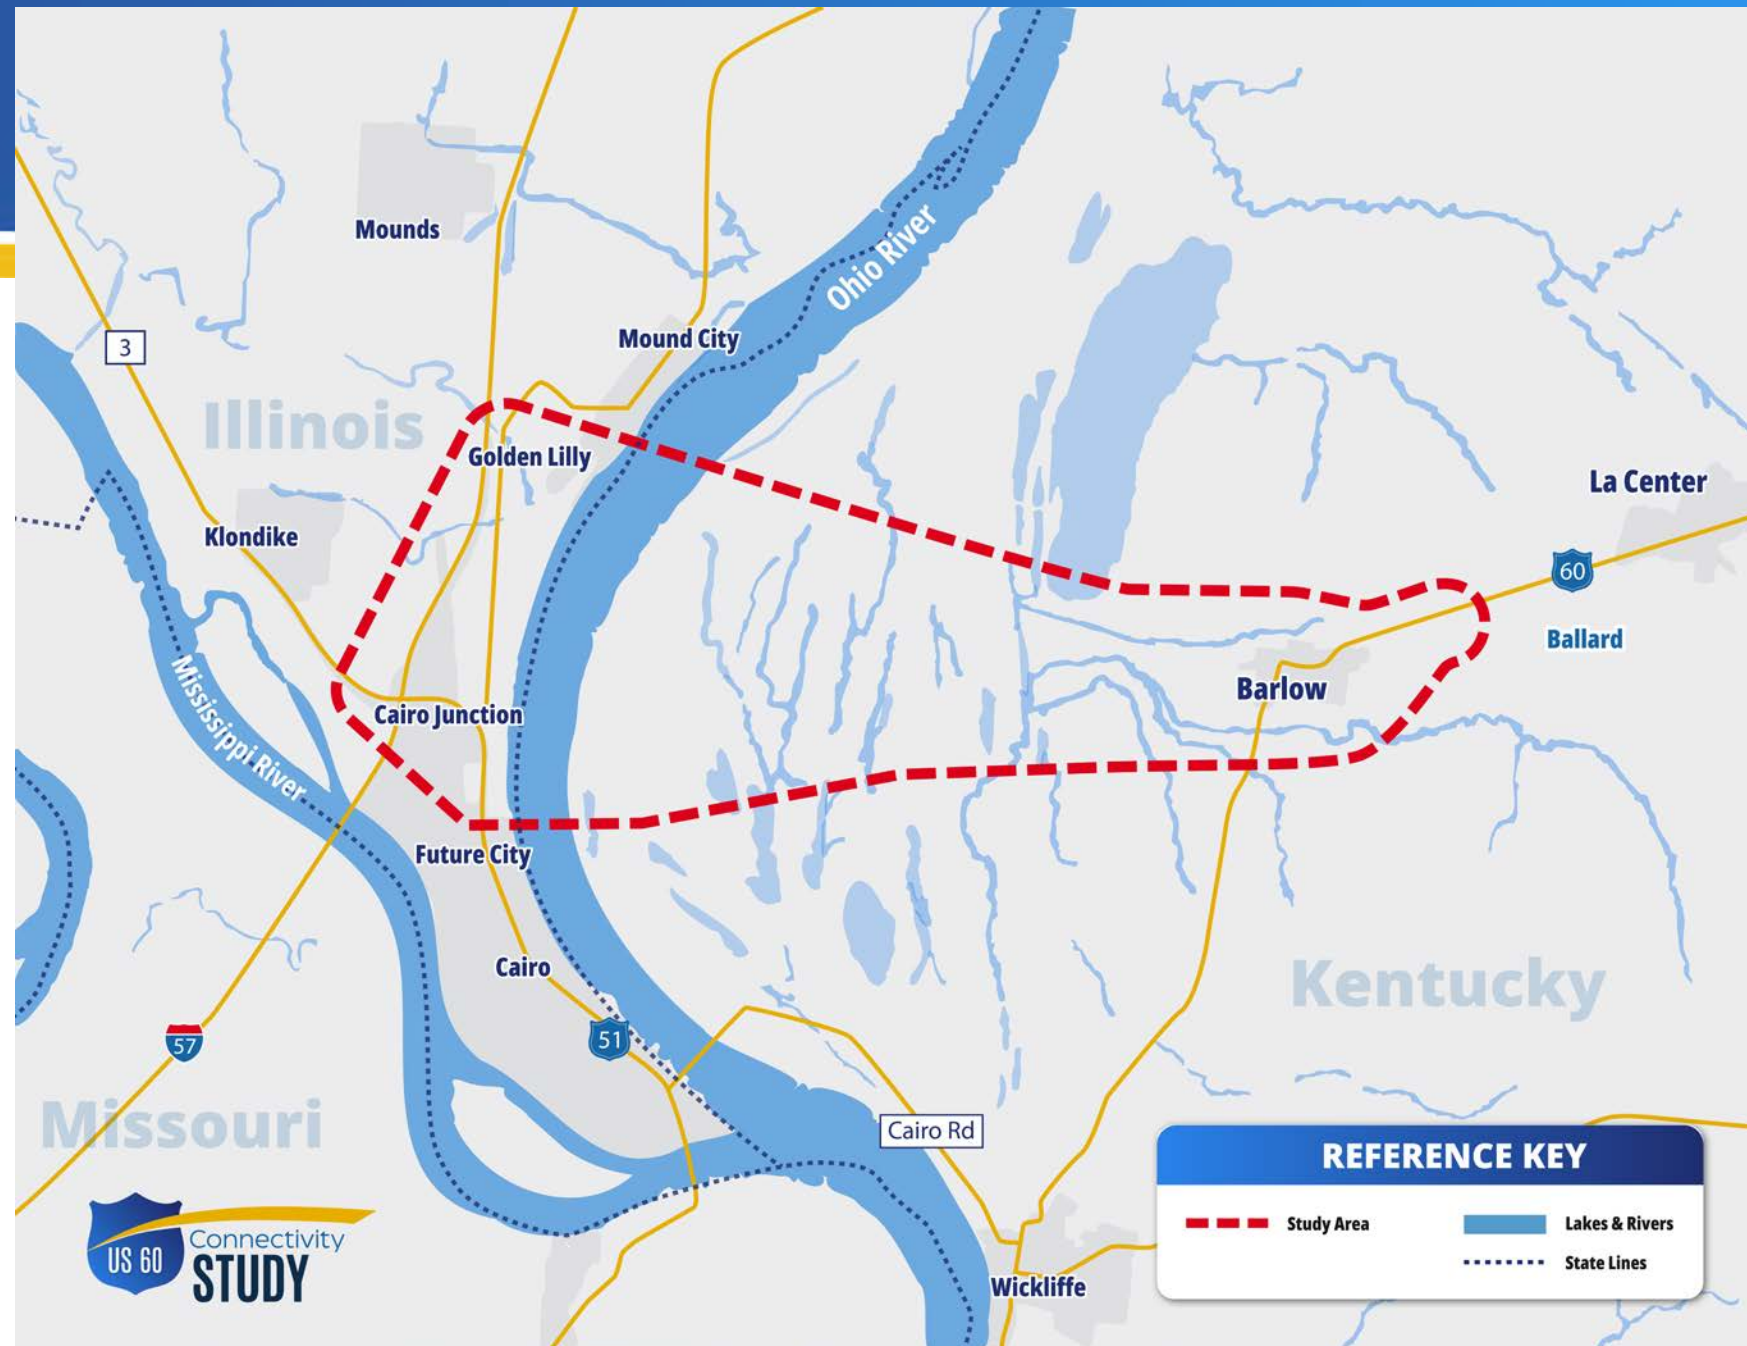 Mounds
Ohio River
Mound City
3
Illinois
Golden Lilly
La Center
Klondike
60
Ballard
Mississippi River
Barlow
Cairo Junction
Future City
Cairo
Kentucky
51
57
Missouri
Cairo Rd
REFERENCE KEY
Study Area
Lakes & Rivers
State Lines
US 60
Connectivity
STUDY
Wickliffe